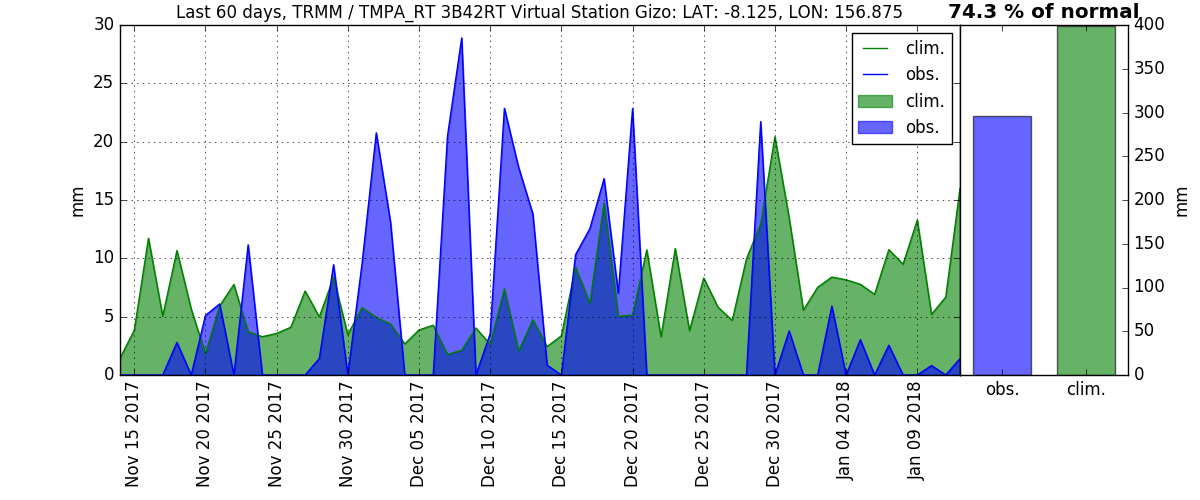 Last 60 days, TRMM / TMPA_RT 3B42RT Virtual Station Gizo: LAT: -8.125, LON: 156.875
74.3 % of normal
30
25
20
15
10
5
0
mm
clim.
obs.
clim.
obs.
400
350
300
250
200
150
100
50
0
mm
obs.
clim.
Nov 15 2017
Nov 20 2017
Nov 25 2017
Nov 30 2017
Dec 05 2017
Dec 10 2017
Dec 15 2017
Dec 20 2017
Dec 25 2017
Dec 30 2017
Jan 04 2018
Jan 09 2018